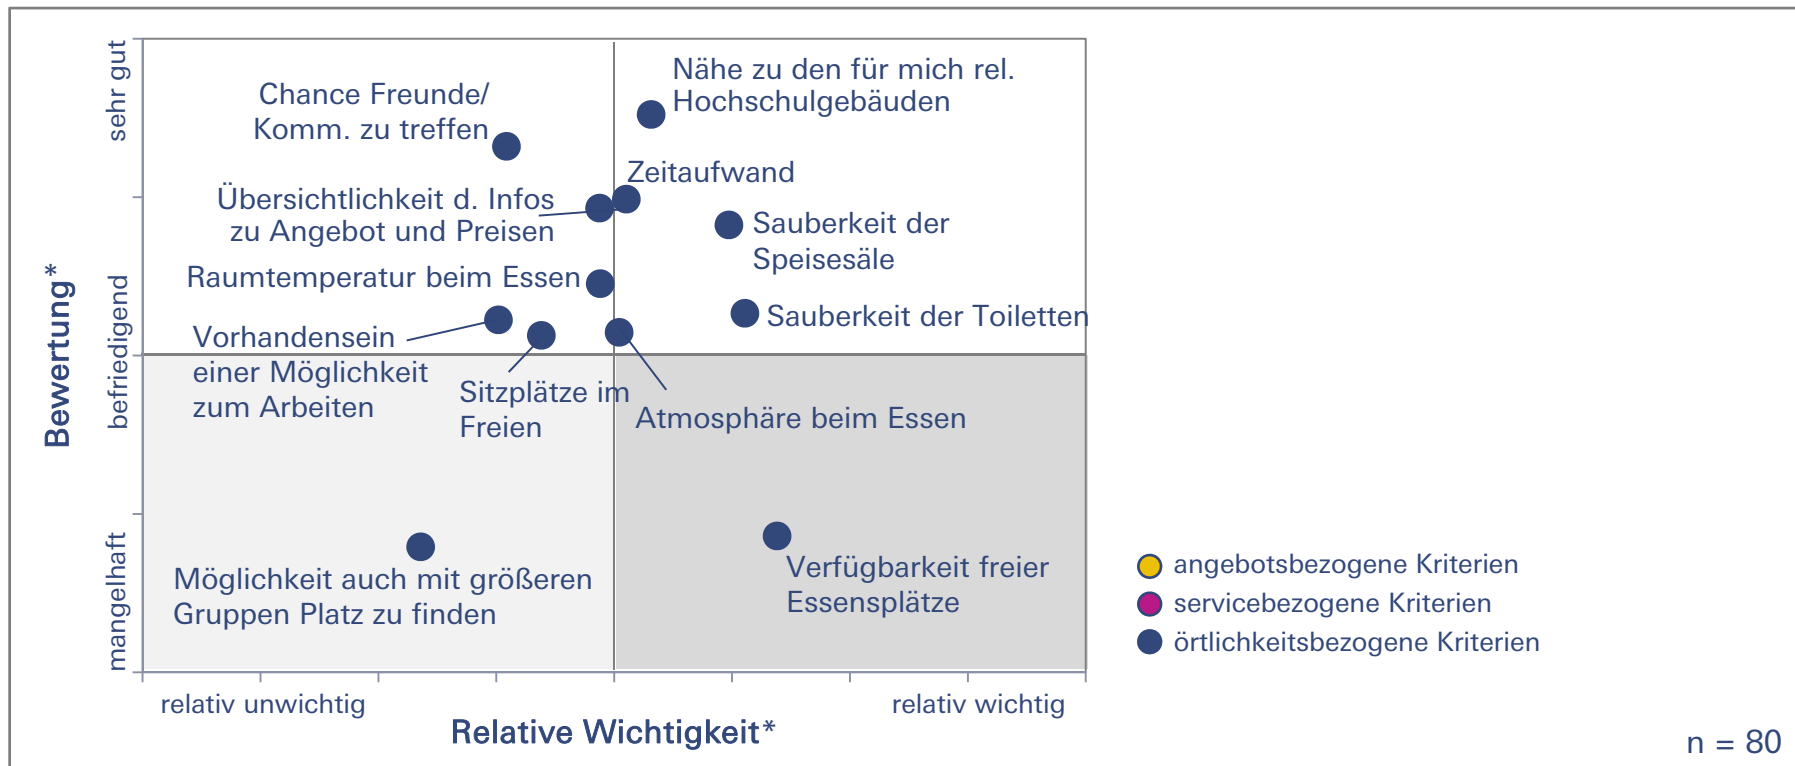 sehr gut
befriedigend
mangelhaft
Bewertung*
Nähe zu den für mich rel.
Hochschulgebäuden
Chance Freunde/
Komm. zu treffen
Zeitaufwand
Übersichtlichkeit d. Infos
zu Angebot und Preisen
Sauberkeit der
Speisesäle
Raumtemperatur beim Essen
Sauberkeit der Toiletten
Vorhandensein
einer Möglichkeit
zum Arbeiten
Sitzplätze im
Freien
Atmosphäre beim Essen
Möglichkeit auch mit größeren
Gruppen Platz zu finden
Verfügbarkeit freier
Essensplätze
angebotsbezogene Kriterien
servicebezogene Kriterien
örtlichkeitsbezogene Kriterien
relativ unwichtig
relativ wichtig
Relative Wichtigkeit*
n = 80